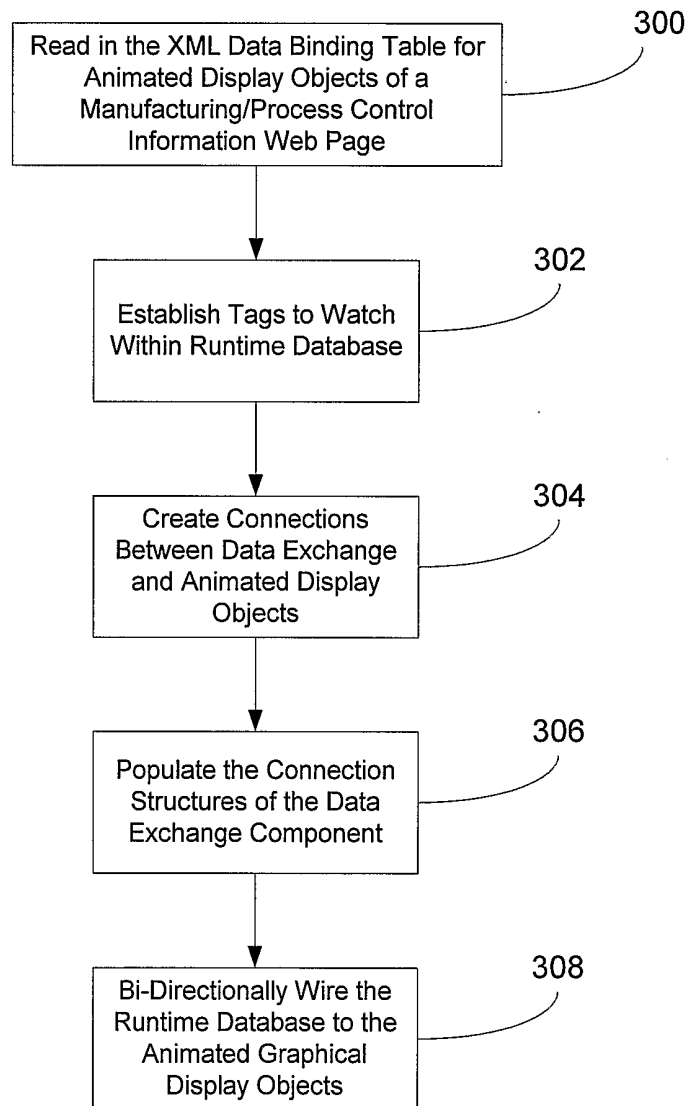 300
Read in the XML Data Binding Table for
Animated Display Objects of a
Manufacturing/Process Control
Information Web Page
302
Establish Tags to Watch
Within Runtime Database
304
Create Connections
Between Data Exchange
and Animated Display
Objects
306
Populate the Connection
Structures of the Data
Exchange Component
308
Bi-Directionally Wire the
Runtime Database to the
Animated Graphical
Display Objects